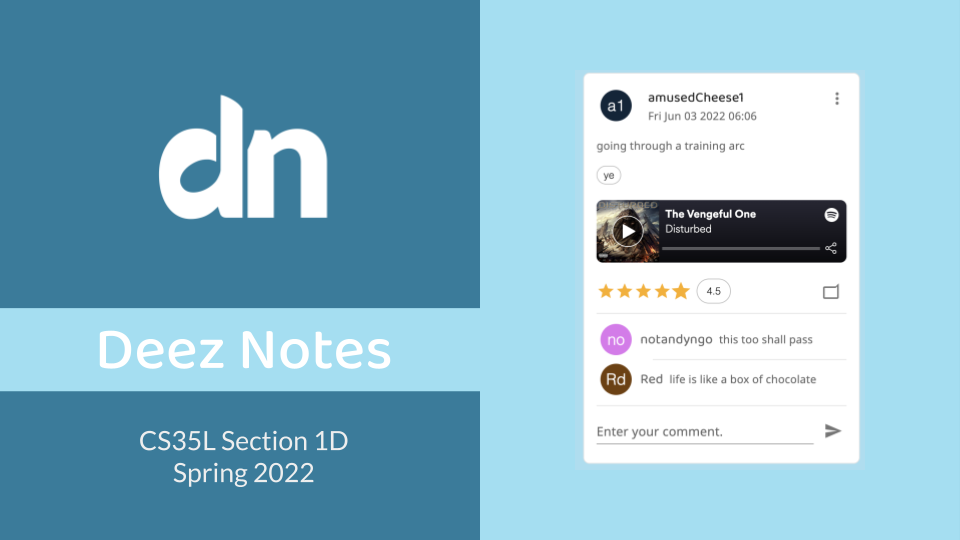 dn
Deez Notes
CS35L Section 1D
Spring 2022
a1
amusedCheese1
Fri Jun 03 2022 06:06
going through a training arc
ye
DISTURBED
The Vengeful One
Disturbed
4.5
no
notandyngo this too shall pass
Rd
Red life is like a box of chocolate
Enter your comment.